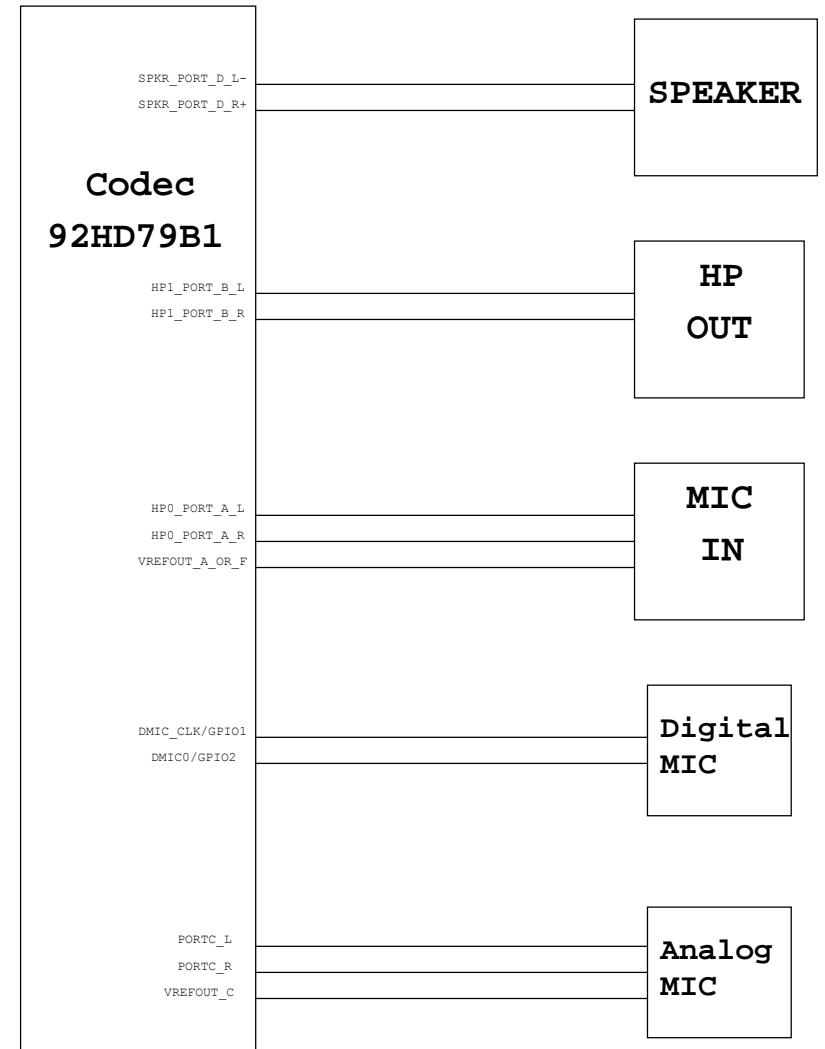 SPKR_PORT_D_L-
SPKR_PORT_D_R+
SPEAKER
Codec
92HD79B1
HP1_PORT_B_L
HP1_PORT_B_R
HP
OUT
HP0_PORT_A_L
HP0_PORT_A_R
VREFOUT_A_OR_F
MIC
IN
DMIC_CLK/GPIO1
DMIC0/GPIO2
Digital
MIC
PORTC_L
PORTC_R
VREFOUT_C
Analog
MIC